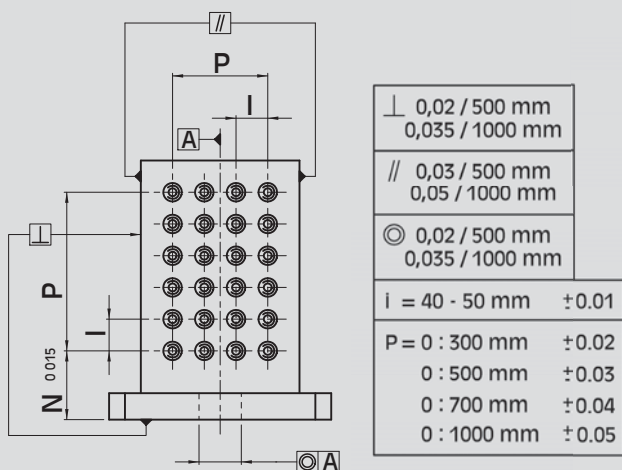 //
P
I
A
⊥
P
I
N 0 015
◎ A
⊥ 0,02 / 500 mm
0,035 / 1000 mm
// 0,03 / 500 mm
0,05 / 1000 mm
◎ 0,02 / 500 mm
0,035 / 1000 mm
i = 40 - 50 mm ±0.01
P = 0 : 300 mm ±0.02
0 : 500 mm ±0.03
0 : 700 mm ±0.04
0 : 1000 mm ±0.05